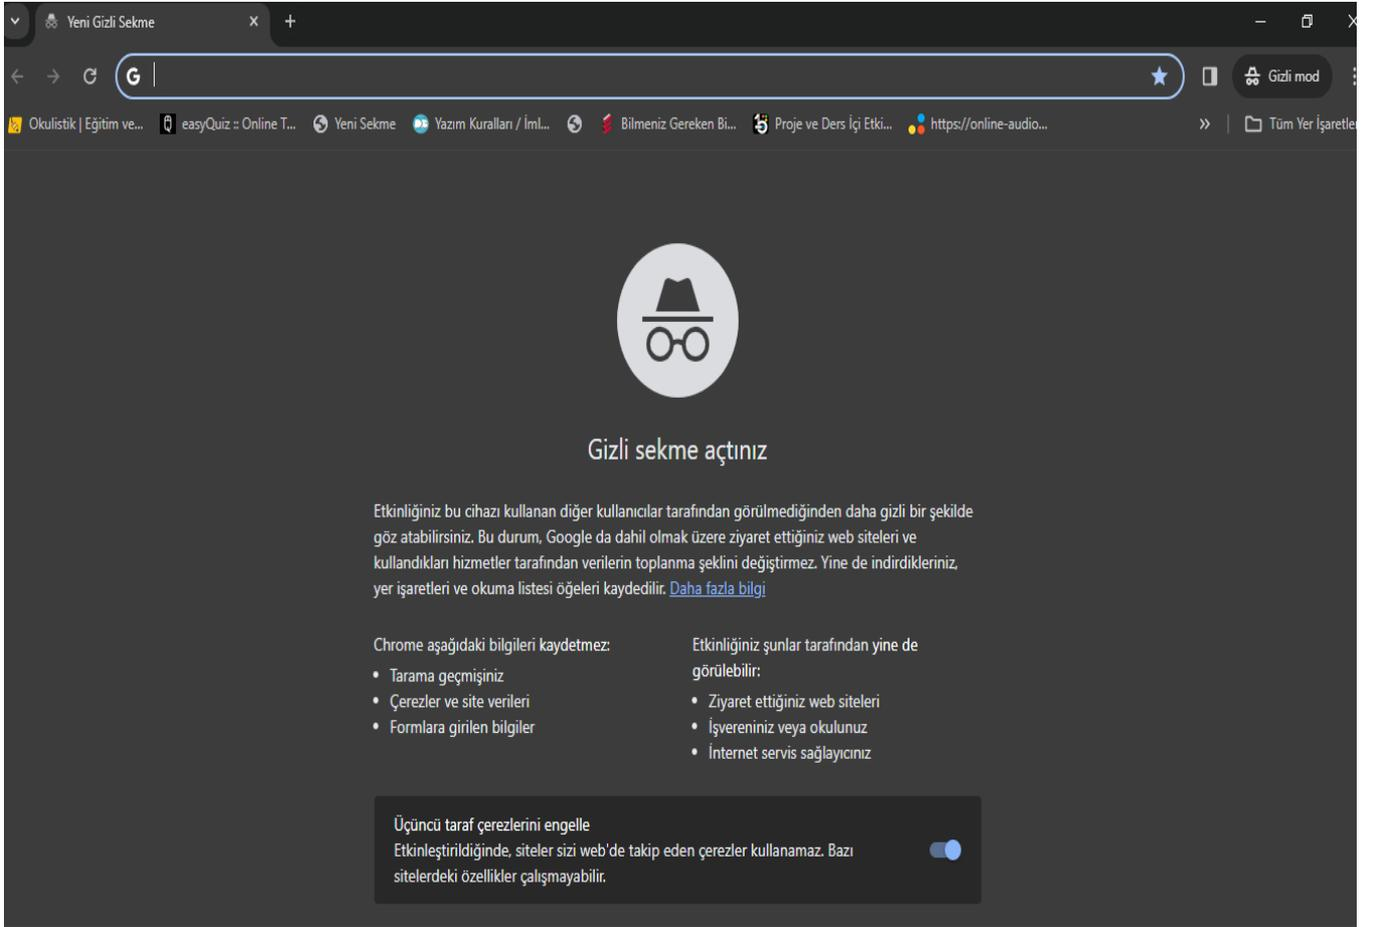 Yeni Gizli Sekme
G
Gizli mod
Okulistik | Eğitim ve...
easyQuiz :: Online T...
Yeni Sekme
Yazım Kuralları / İml...
Bilmeniz Gereken Bi...
Proje ve Ders İçi Etki...
https://online-audio...
Tüm Yer İşaretler
Gizli sekme açtınız
Etkinliğiniz bu cihazı kullanan diğer kullanıcılar tarafından görülmediğinden daha gizli bir şekilde
göz atabilirsiniz. Bu durum, Google da dahil olmak üzere ziyaret ettiğiniz web siteleri ve
kullandıkları hizmetler tarafından verilerin toplanma şeklini değiştirmez. Yine de indirdikleriniz,
yer işaretleri ve okuma listesi öğeleri kaydedilir. Daha fazla bilgi
Chrome aşağıdaki bilgileri kaydetmez:
• Tarama geçmişiniz
• Çerezler ve site verileri
• Formlara girilen bilgiler
Etkinliğiniz şunlar tarafından yine de
görülebilir:
• Ziyaret ettiğiniz web siteleri
• İşvereniniz veya okulunuz
• İnternet servis sağlayıcınız
Üçüncü taraf çerezlerini engelle
Etkinleştirildiğinde, siteler sizi web'de takip eden çerezler kullanamaz. Bazı
sitelerdeki özellikler çalışmayabilir.